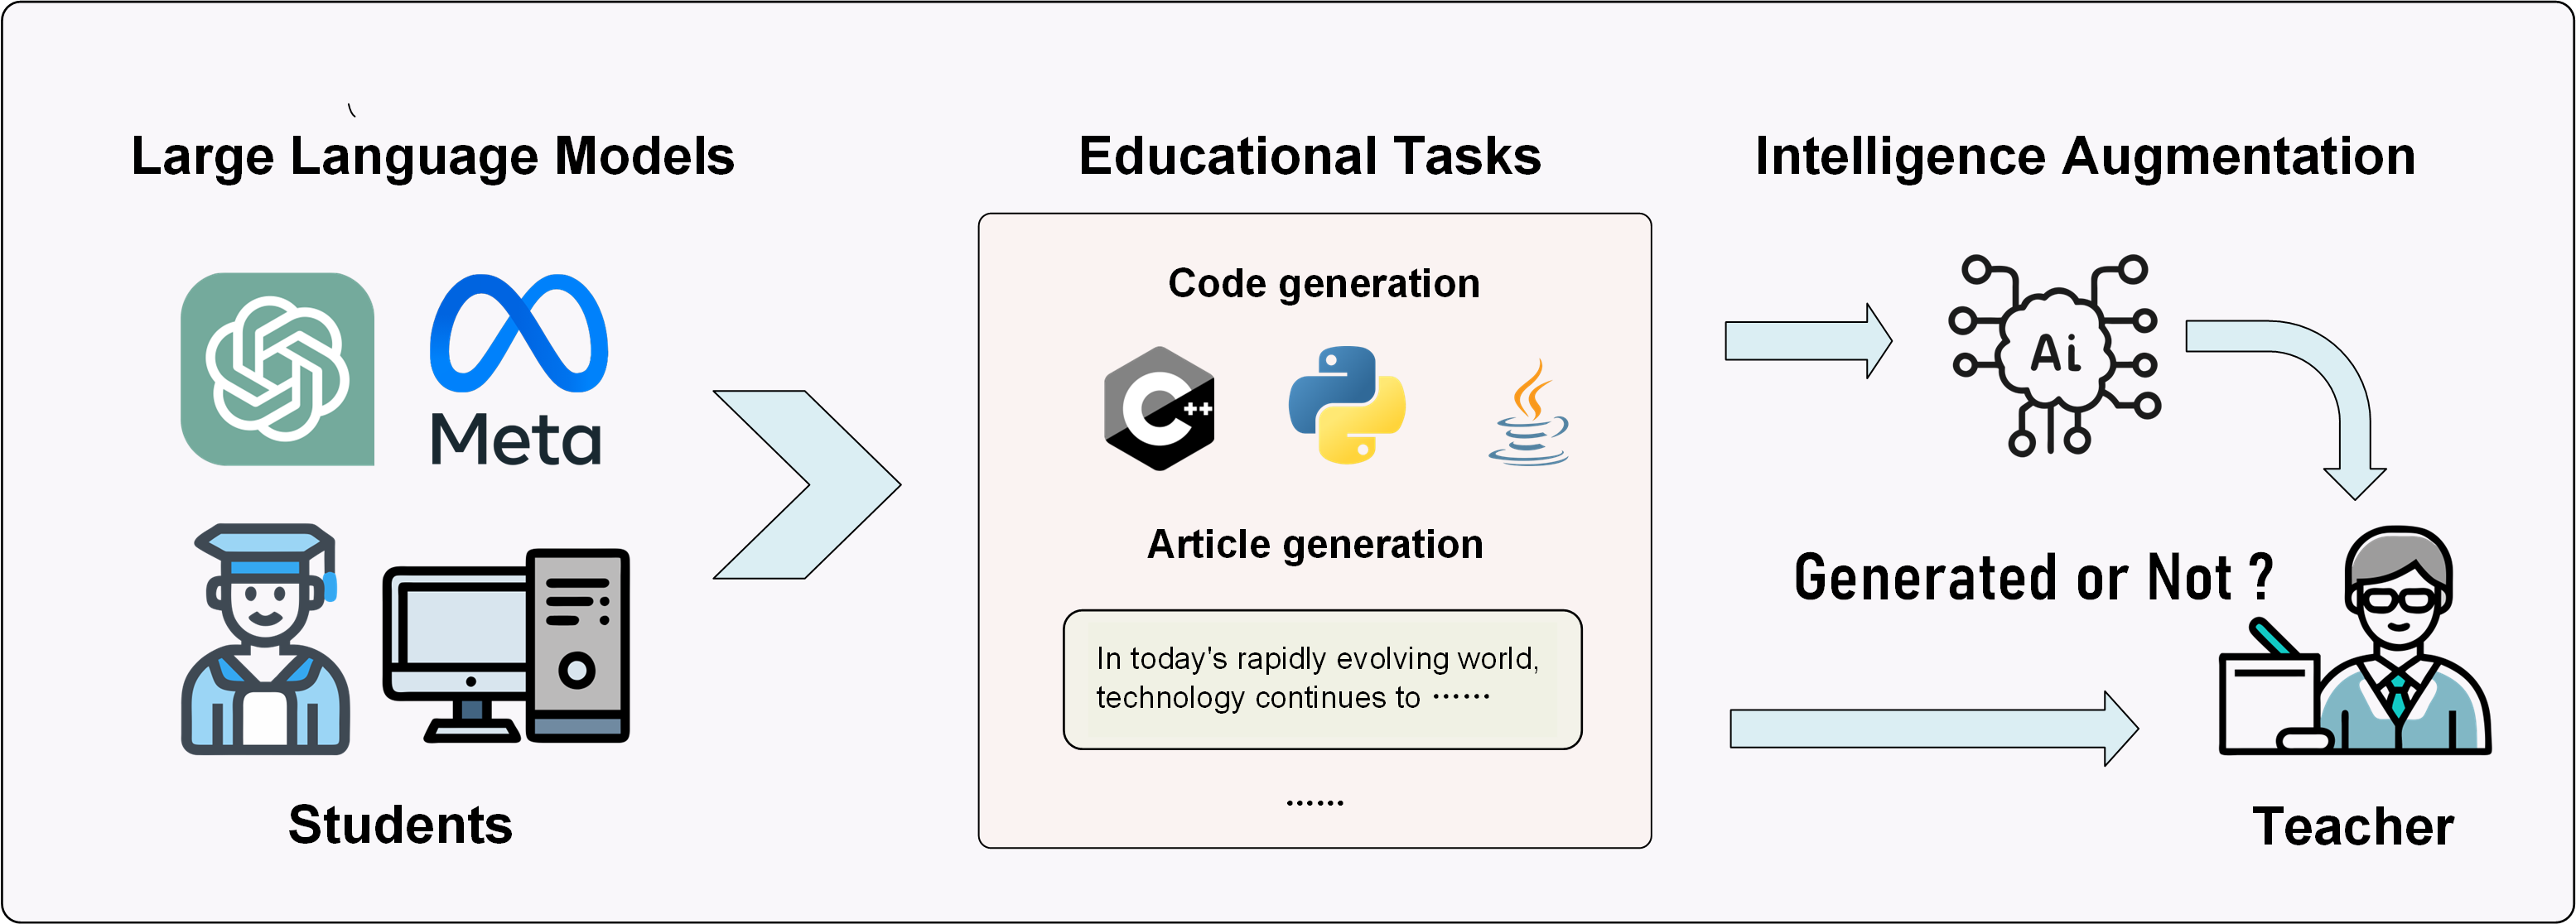 Large Language Models
Meta
Students
Educational Tasks
Code generation
C++
Article generation
In today's rapidly evolving world,
technology continues to ······
······
Intelligence Augmentation
Ai
Generated or Not ?
Teacher